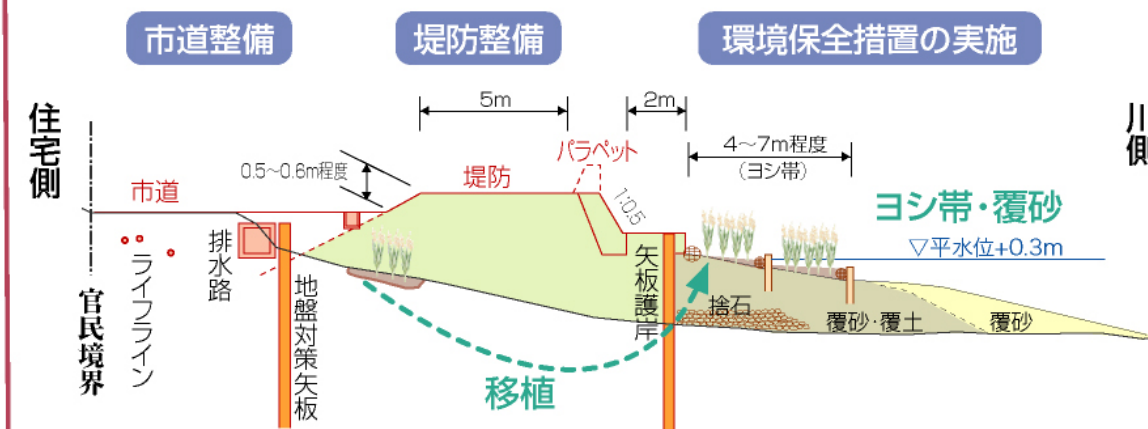 市道整備
堤防整備
環境保全措置の実施
住宅側
川側
5m
2m
4〜7m程度
(ヨシ帯)
0.5〜0.6m程度
パラペット
堤防
市道
1:0.5
ヨシ帯・覆砂
▽平水位+0.3m
排水路
ライフライン
官民境界
地盤対策矢板
矢板護岸
捨石
覆砂・覆土
覆砂
移植